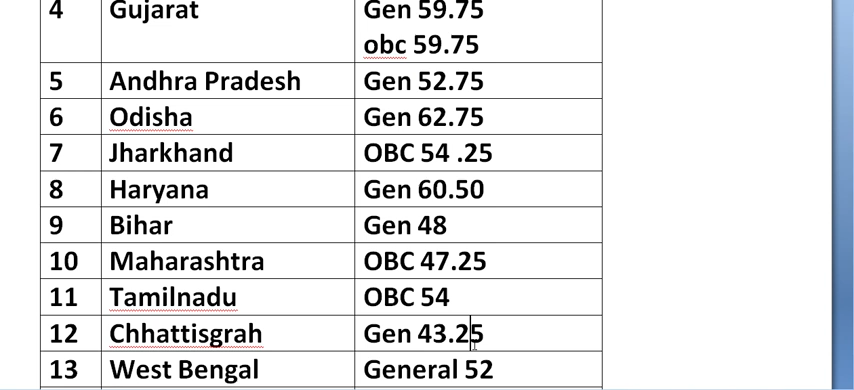 4 Gujarat Gen 59.75
obc 59.75
5 Andhra Pradesh Gen 52.75
6 Odisha Gen 62.75
7 Jharkhand OBC 54 .25
8 Haryana Gen 60.50
9 Bihar Gen 48
10 Maharashtra OBC 47.25
11 Tamilnadu OBC 54
12 Chhattisgrah Gen 43.25
13 West Bengal General 52